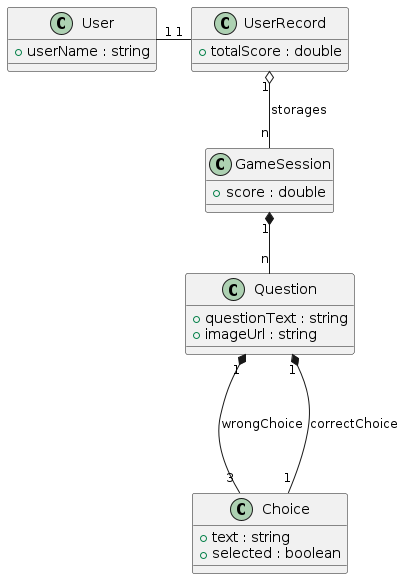 C User
+ userName : string
1 1
C UserRecord
+ totalScore : double
1
storages
n
C GameSession
+ score : double
1
n
C Question
+ questionText : string
+ imageUrl : string
1 1
wrongChoice correctChoice
3 1
C Choice
+ text : string
+ selected : boolean